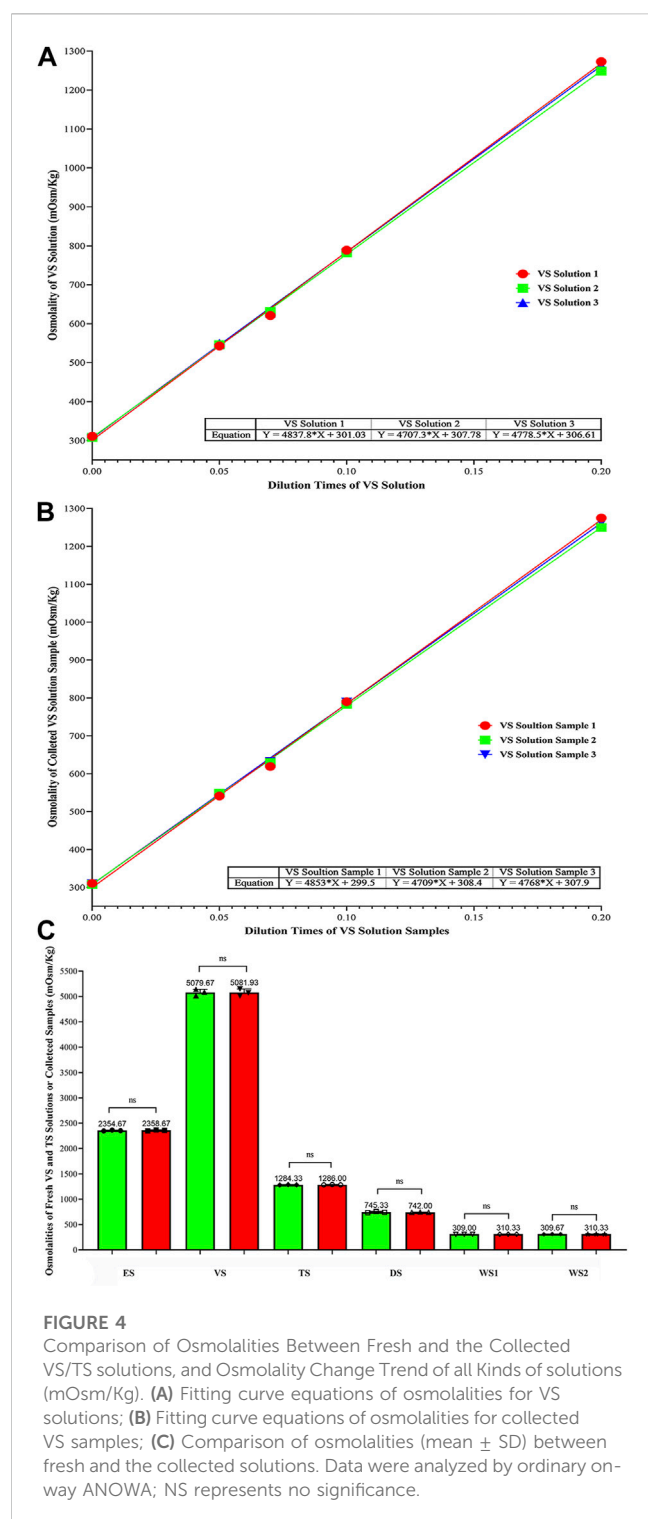 A
Osmolality of VS Solution (mOsm/Kg)
1300
1200
1100
1000
900
800
700
600
500
400
300
VS Solution 1
VS Solution 2
VS Solution 3
VS Solution 1 VS Solution 2 VS Solution 3
Equation Y = 4837.8*X + 301.03 Y = 4707.3*X + 307.78 Y = 4778.5*X + 306.61
0.00 0.05 0.10 0.15 0.20
Dilution Times of VS Solution
B
Osmolality of Colleted VS Solution Sample (mOsm/Kg)
1300
1200
1100
1000
900
800
700
600
500
400
300
VS Soultion Sample 1
VS Solution Sample 2
VS Solution Sample 3
VS Soultion Sample 1 VS Solution Sample 2 VS Solution Sample 3
Equation Y = 4853*X + 299.5 Y = 4709*X + 308.4 Y = 4768*X + 307.9
0.00 0.05 0.10 0.15 0.20
Dilution Times of VS Solution Samples
C
Osmolalities of Fresh VS and TS Solutions or Colletced Samples (mOsm/Kg)
5500
5000
4500
4000
3500
3000
2500
2000
1500
1000
500
0
ns
5079.67 5081.93
ns
2354.67 2358.67
ns
1284.33 1286.00
ns
745.33 742.00
ns
309.00 310.33
ns
309.67 310.33
ES VS TS DS WS1 WS2
FIGURE 4
Comparison of Osmolalities Between Fresh and the Collected
VS/TS solutions, and Osmolality Change Trend of all Kinds of solutions
(mOsm/Kg). (A) Fitting curve equations of osmolalities for VS
solutions; (B) Fitting curve equations of osmolalities for collected
VS samples; (C) Comparison of osmolalities (mean ± SD) between
fresh and the collected solutions. Data were analyzed by ordinary on-
way ANOWA; NS represents no significance.